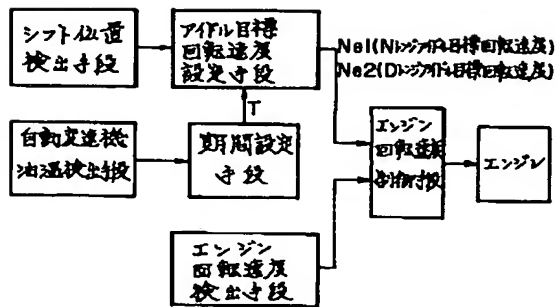 シフト位置
検出手段
アイドル目標
回転速度
設定手段
Ne1(Nレンジアイドル目標回転速度)
Ne2(Dレンジアイドル目標回転速度)
T
自動変速機
油温検出手段
期間設定
手段
エンジン
回転速度
制御手段
エンジン
エンジン
回転速度
検出手段